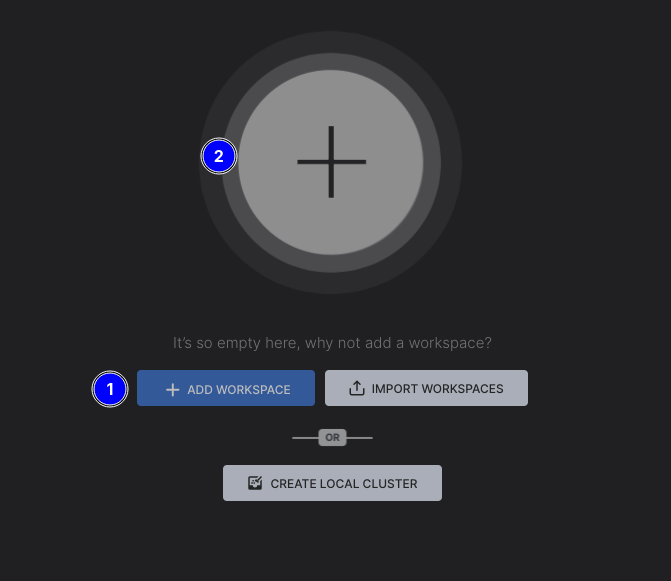 2
It's so empty here, why not add a workspace?
1
ADD WORKSPACE
IMPORT WORKSPACES
OR
CREATE LOCAL CLUSTER